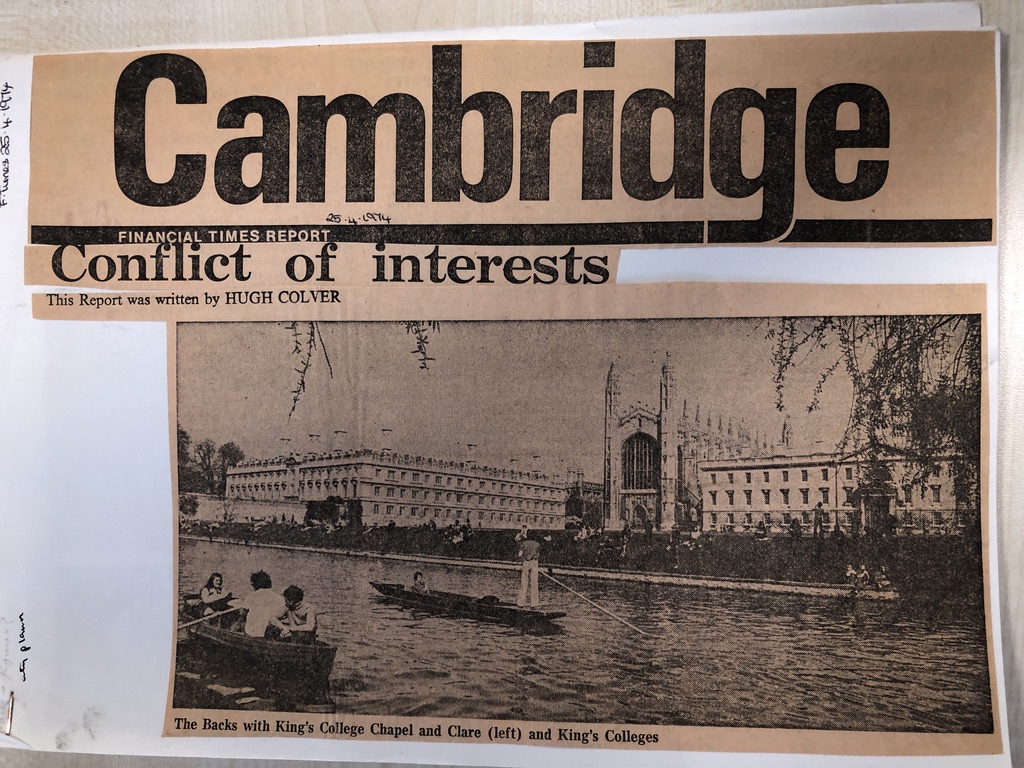 Cambridge
25.4.1974
FINANCIAL TIMES REPORT
Conflict of interests
This Report was written by HUGH COLVER
The Backs with King's College Chapel and Clare (left) and King's Colleges
F. Times 25.4.1974